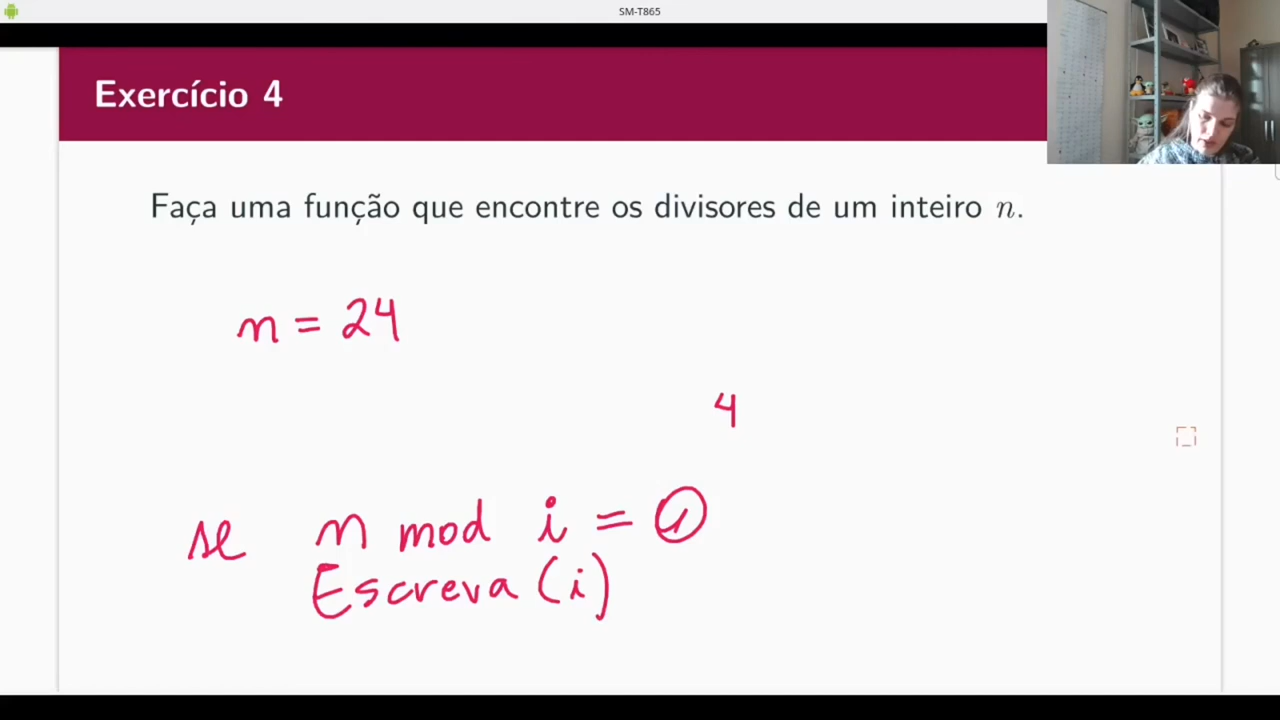 SM-T865
Exercício 4
Faça uma função que encontre os divisores de um inteiro n.
n = 24
4
se n mod i = 0
Escreva (i)